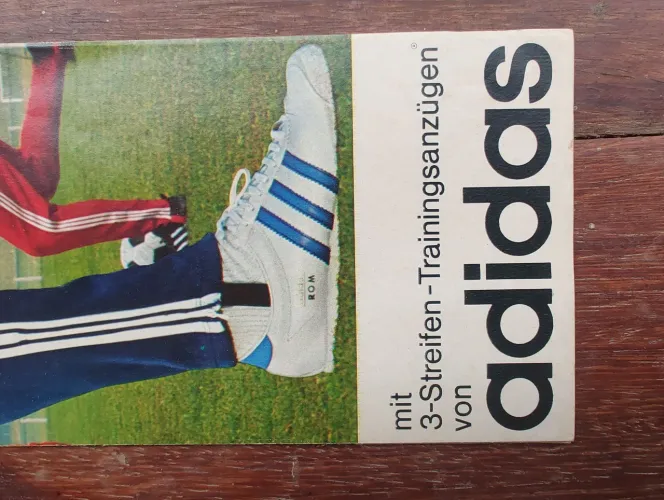 ROM
mit
3-Streifen-Trainingsanzügen®
von
adidas